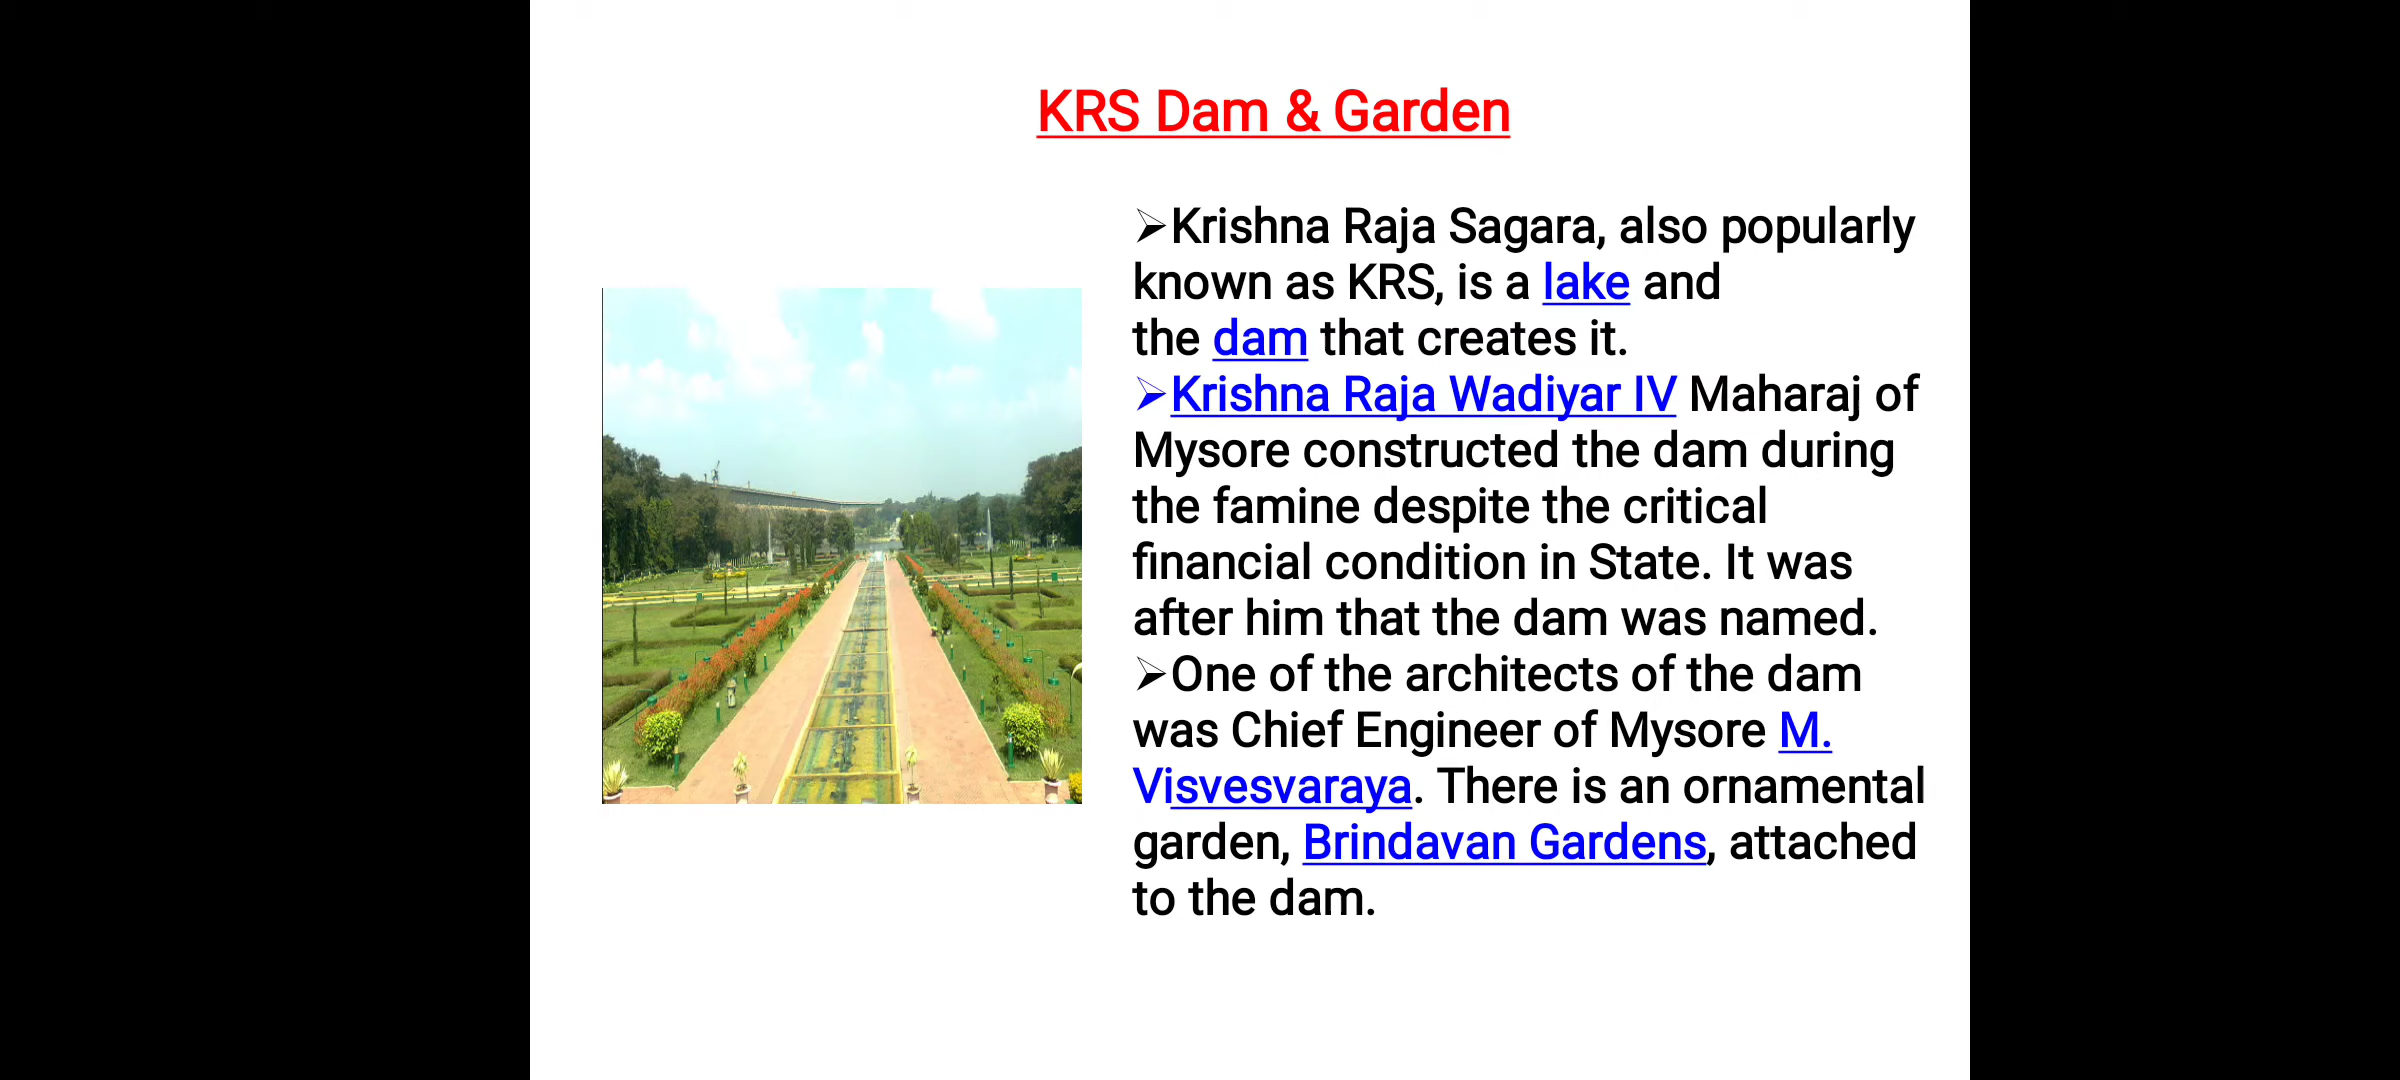 KRS Dam & Garden
➢Krishna Raja Sagara, also popularly
known as KRS, is a lake and
the dam that creates it.
➢Krishna Raja Wadiyar IV Maharaj of
Mysore constructed the dam during
the famine despite the critical
financial condition in State. It was
after him that the dam was named.
➢One of the architects of the dam
was Chief Engineer of Mysore M.
Visvesvaraya. There is an ornamental
garden, Brindavan Gardens, attached
to the dam.